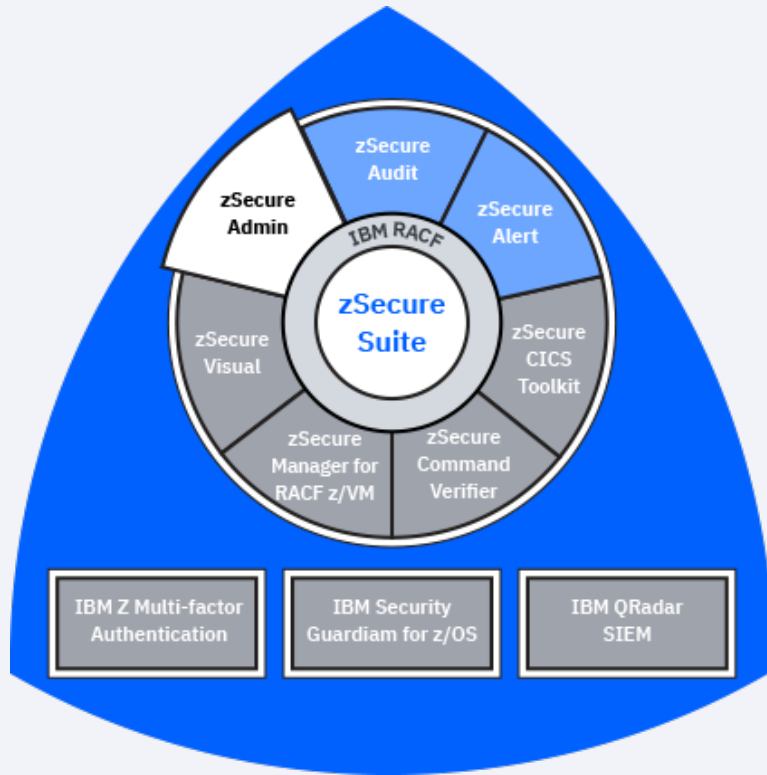 zSecure
Audit
zSecure
Admin
zSecure
Alert
IBM RACF
zSecure
Suite
zSecure
Visual
zSecure
CICS
Toolkit
zSecure
Manager for
RACF z/VM
zSecure
Command
Verifier
IBM Z Multi-factor
Authentication
IBM Security
Guardiam for z/OS
IBM QRadar
SIEM